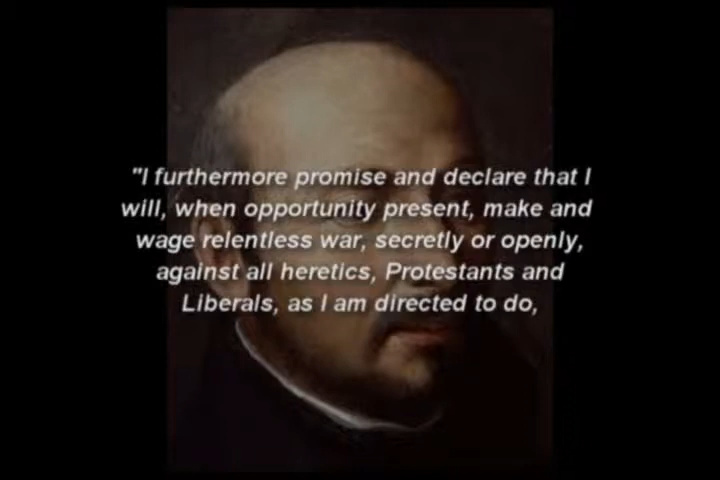 "I furthermore promise and declare that I
will, when opportunity present, make and
wage relentless war, secretly or openly,
against all heretics, Protestants and
Liberals, as I am directed to do,